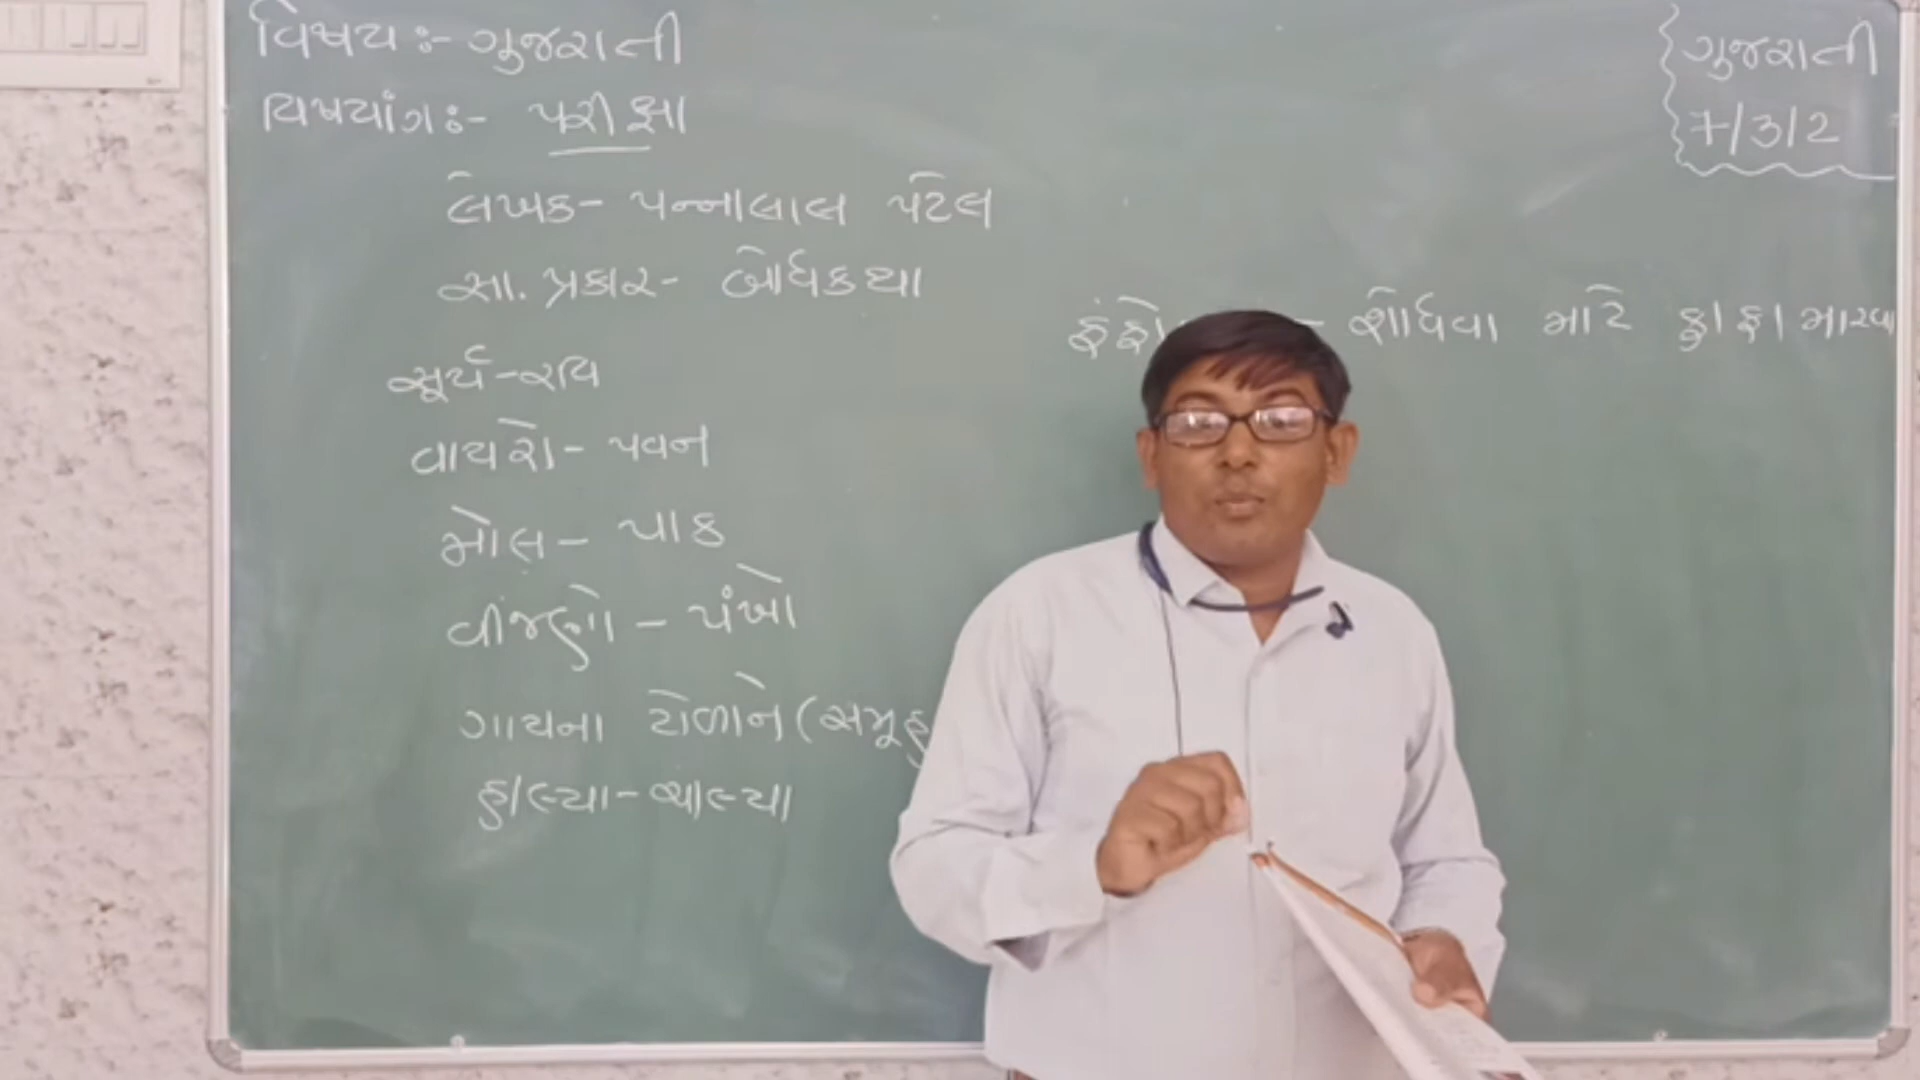 વિષય :- ગુજરાતી
વિષયાંગ :- પરીક્ષા
લેખક - પન્નાલાલ પટેલ
સા. પ્રકાર - બોધકથા
સૂર્ય - રવિ
વાયરો - પવન
મોલ - પાક
વીંજણો - પંખો
ગાયના ટોળાને (સમૂહ
હાલ્યા - ચાલ્યા
ગુજરાતી
7/3/2
- શોધવા માટે ફાંફા મારવા